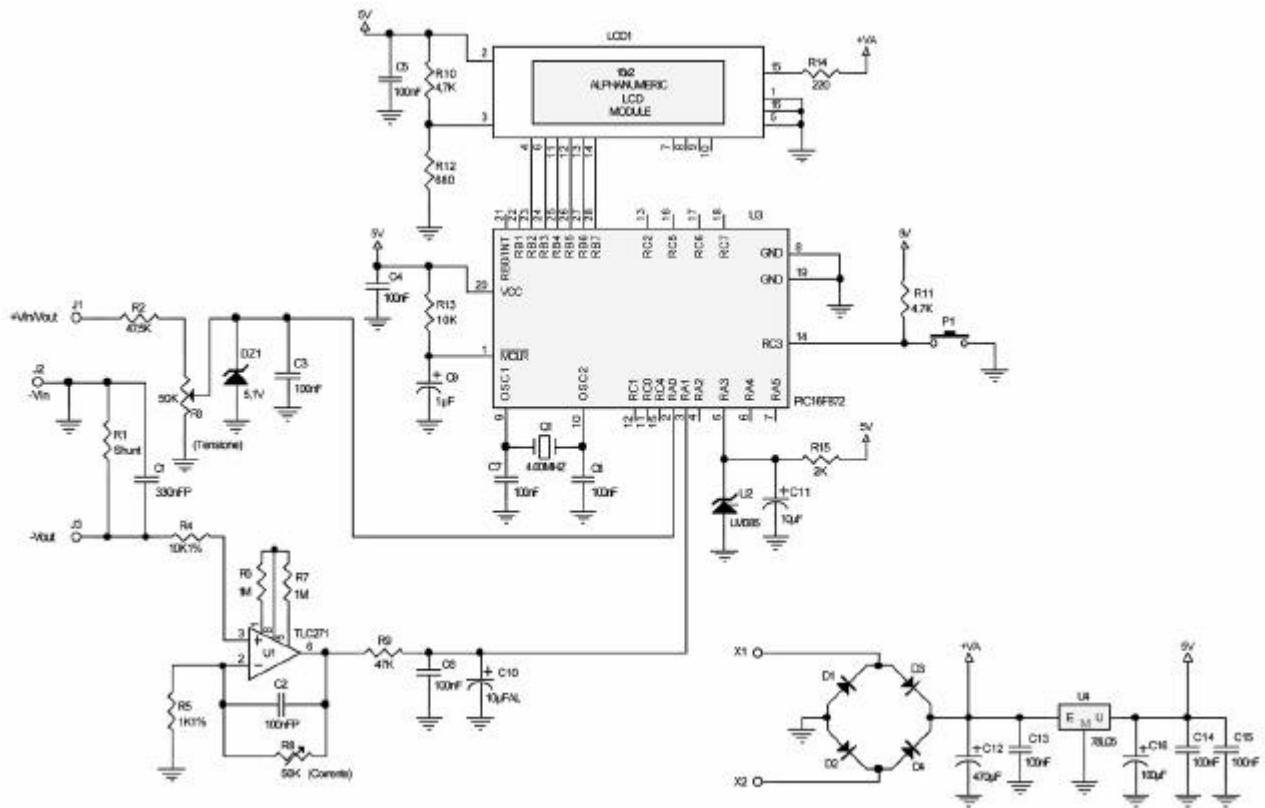 5V
LCD1
+VA
2
C5
100nF
R10
4,7K
16x2
ALPHANUMERIC
LCD
MODULE
15
R14
220
1
16
5
3
4
6
11
12
13
14
7
8
9
10
R12
680
21
22
23
24
25
26
27
28
13
16
17
18
U3
RB0/INT
RB1
RB2
RB3
RB4
RB5
RB6
RB7
RC2
RC5
RC6
RC7
5V
C4
100nF
20
VCC
GND
8
GND
19
5V
R11
4,7K
P1
RC3
14
R13
10K
1
MCLR
C9
1µF
OSC1
OSC2
RC1
RC0
RC4
RA0
RA1
RA2
RA3
RA4
RA5
PIC16F872
9
10
12
11
15
2
3
4
5
6
7
J1
+Vin/Vout
R2
47,5K
J2
-Vin
50K
R8
(Tensione)
DZ1
5,1V
C3
100nF
R1
Shunt
C1
330nFP
J3
-Vout
R4
10K1%
4.00MHZ
C7
100nF
100nF
R15
2K
5V
U2
LM385
C11
10µF
R6
1M
R7
1M
TLC271
3
+
2
-
U1
1
8
5
6
R9
47K
100nF
C10
10µFAL
R5
1K1%
C2
100nFP
50K
(Corrente)
X1
X2
D1
D3
D2
D4
+VA
5V
U4
E
M
U
78L05
C12
470µF
C13
100nF
C16
100µF
C14
100nF
C15
100nF